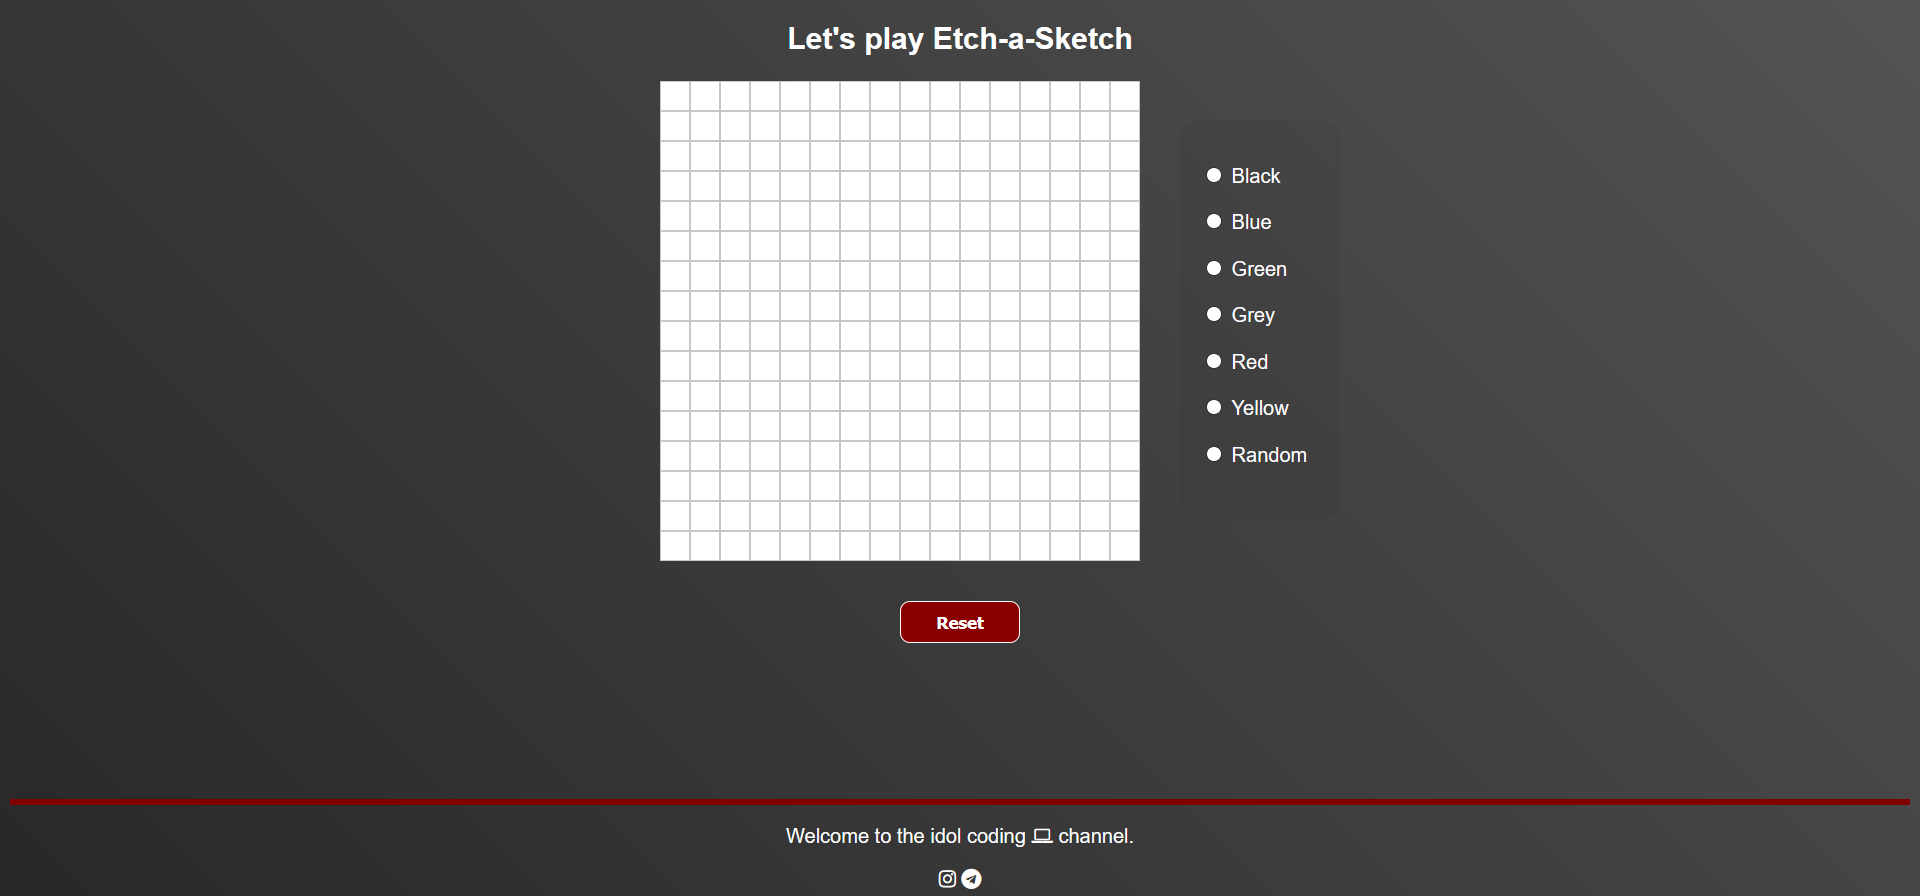 Let's play Etch-a-Sketch
Black
Blue
Green
Grey
Red
Yellow
Random
Reset
Welcome to the idol coding channel.